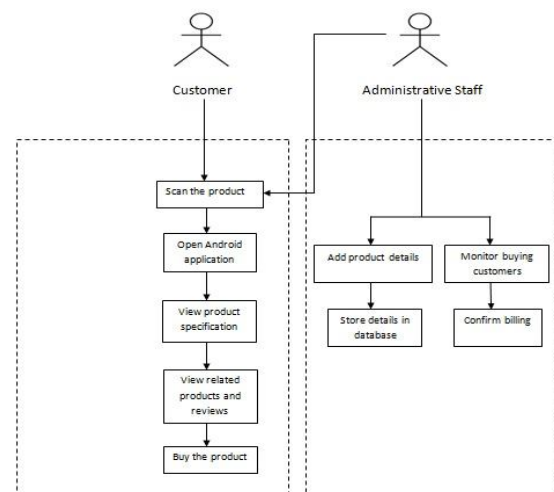 Customer
Administrative Staff
Scan the product
Open Android
application
View product
specification
View related
products and
reviews
Buy the product
Add product details
Store details in
database
Monitor buying
customers
Confirm billing